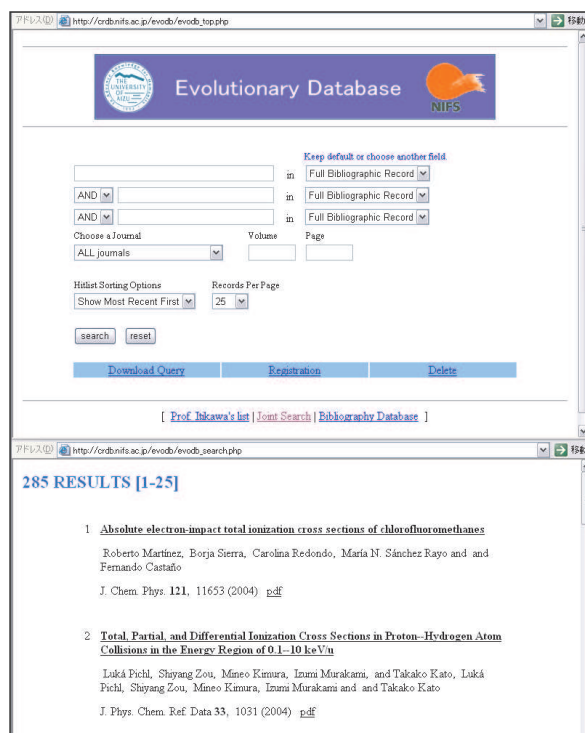 アドレス(D) http://crdb.nifs.ac.jp/evodb/evodb_top.php 移動
THE UNIVERSITY OF AIZU
Evolutionary Database
NIFS
Keep default or choose another field.
in Full Bibliographic Record
AND in Full Bibliographic Record
AND in Full Bibliographic Record
Choose a Journal Volume Page
ALL journals
Hitlist Sorting Options Records Per Page
Show Most Recent First 25
search reset
Download Query Registration Delete
[ Prof. Itikawa's list | Joint Search | Bibliography Database ]
アドレス(D) http://crdb.nifs.ac.jp/evodb/evodb_search.php 移動
285 RESULTS [1-25]
1 Absolute electron-impact total ionization cross sections of chlorofluoromethanes
Roberto Martínez, Borja Sierra, Carolina Redondo, María N. Sánchez Rayo and and
Fernando Castaño
J. Chem. Phys. 121, 11653 (2004) pdf
2 Total, Partial, and Differential Ionization Cross Sections in Proton--Hydrogen Atom
Collisions in the Energy Region of 0.1--10 keV/u
Luká Pichl, Shiyang Zou, Mineo Kimura, Izumi Murakami, and Takako Kato, Luká
Pichl, Shiyang Zou, Mineo Kimura, Izumi Murakami and and Takako Kato
J. Phys. Chem. Ref. Data 33, 1031 (2004) pdf